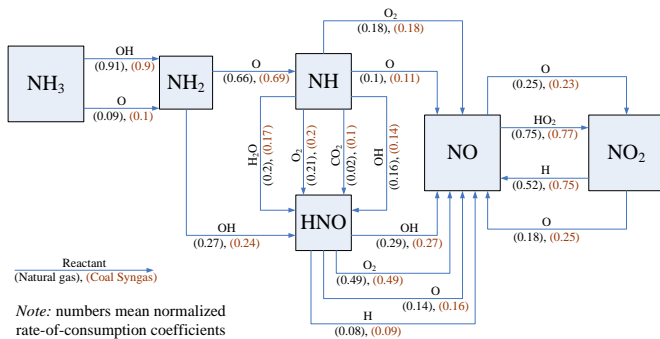 O₂
(0.18), (0.18)
OH
(0.91), (0.9)
O
(0.66), (0.69)
O
(0.1), (0.11)
O
(0.25), (0.23)
NH₃
NH₂
NH
O
(0.09), (0.1)
HO₂
(0.75), (0.77)
NO
NO₂
H₂O
(0.2), (0.17)
O₂
(0.21), (0.2)
CO₂
(0.02), (0.1)
OH
(0.16), (0.14)
H
(0.52), (0.75)
O
(0.18), (0.25)
HNO
OH
(0.27), (0.24)
OH
(0.29), (0.27)
O₂
(0.49), (0.49)
O
(0.14), (0.16)
H
(0.08), (0.09)
Reactant
(Natural gas), (Coal Syngas)
Note: numbers mean normalized
rate-of-consumption coefficients